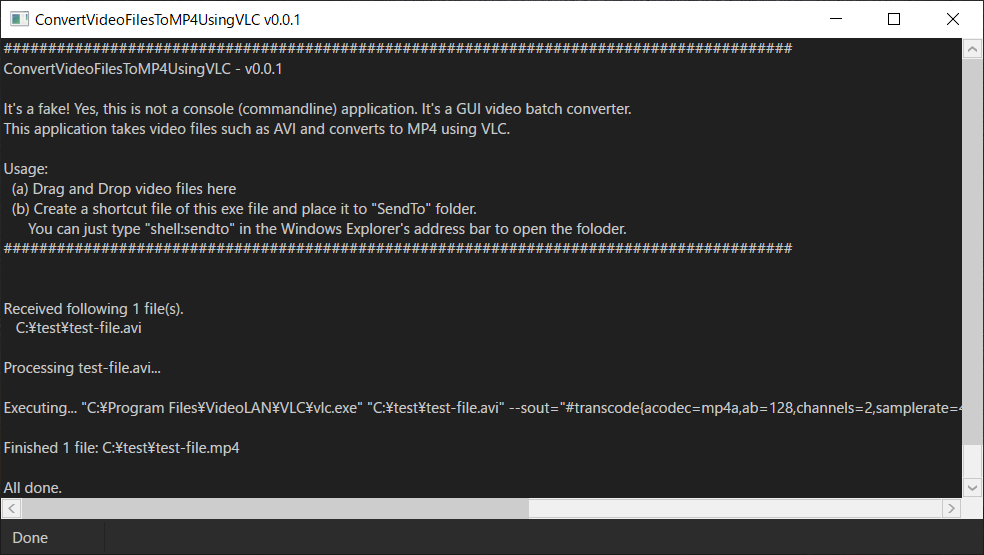 ConvertVideoFilesToMP4UsingVLC v0.0.1
#########################################################################################
ConvertVideoFilesToMP4UsingVLC - v0.0.1
It's a fake! Yes, this is not a console (commandline) application. It's a GUI video batch converter.
This application takes video files such as AVI and converts to MP4 using VLC.
Usage:
(a) Drag and Drop video files here
(b) Create a shortcut file of this exe file and place it to "SendTo" folder.
You can just type "shell:sendto" in the Windows Explorer's address bar to open the foloder.
#########################################################################################
Received following 1 file(s).
C:¥test¥test-file.avi
Processing test-file.avi...
Executing... "C:¥Program Files¥VideoLAN¥VLC¥vlc.exe" "C:¥test¥test-file.avi" --sout="#transcode{acodec=mp4a,ab=128,channels=2,samplerate=4
Finished 1 file: C:¥test¥test-file.mp4
All done.
Done